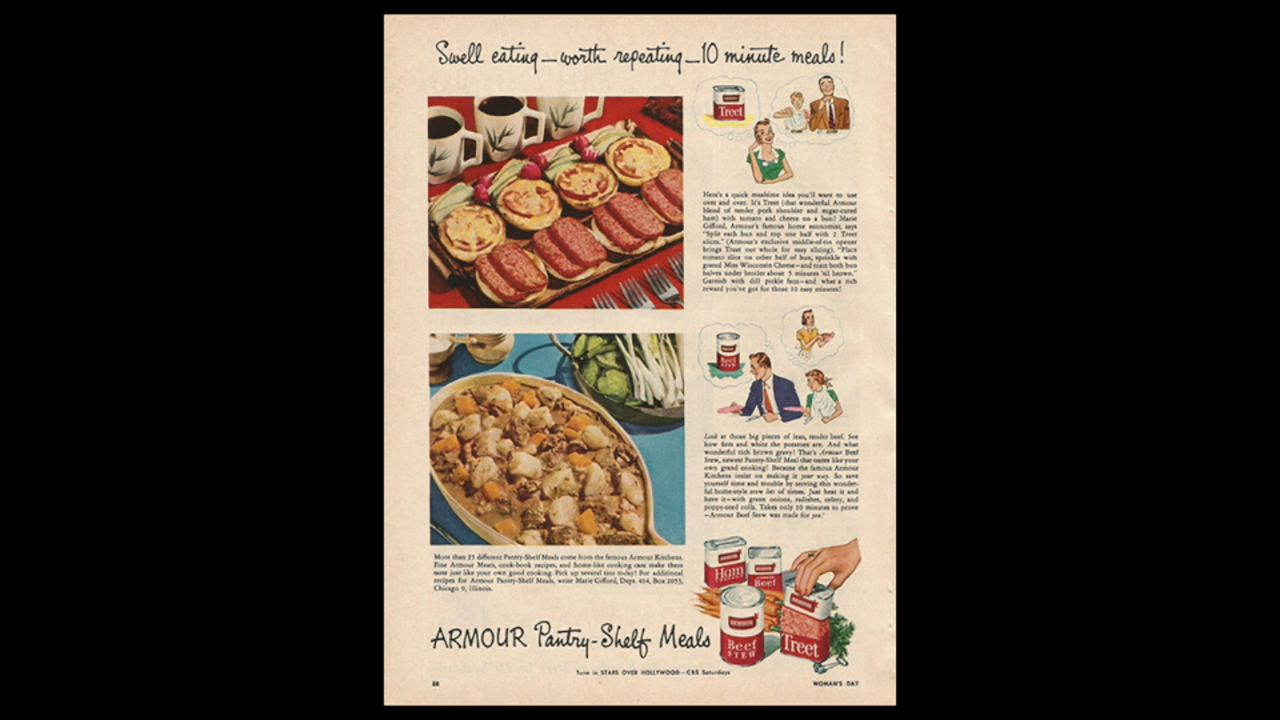 Swell eating—worth repeating—10 minute meals!
ARMOUR
Treet
Here's a quick mealtime idea you'll want to use
over and over. It's Treet (that wonderful Armour
blend of tender pork shoulder and sugar-cured
ham) with tomato and cheese on a bun! Marie
Gifford, Armour's famous home economist, says
"Split each bun and top one half with 2 Treet
slices." (Armour's exclusive middle-of-tin opener
brings Treet out whole for easy slicing). "Place
tomato slice on other half of bun, sprinkle with
grated Miss Wisconsin Cheese—and toast both bun
halves under broiler about 5 minutes 'til brown."
Garnish with dill pickle fans—and what a rich
reward you've got for those 10 easy minutes!
Beef
STEW
Look at those big pieces of lean, tender beef. See
how firm and white the potatoes are. And what
wonderful rich brown gravy! That's Armour Beef
Stew, newest Pantry-Shelf Meal that tastes like your
own grand cooking! Because the famous Armour
Kitchens insist on making it your way. So save
yourself time and trouble by serving this wonder-
ful home-style stew lots of times. Just heat it and
have it—with green onions, radishes, celery, and
poppy-seed rolls. Takes only 10 minutes to prove
—Armour Beef Stew was made for you!
More than 25 different Pantry-Shelf Meals come from the famous Armour Kitchens.
Fine Armour Meats, cook-book recipes, and home-like cooking care make them
taste just like your own good cooking. Pick up several tins today! For additional
recipes for Armour Pantry-Shelf Meals, write Marie Gifford, Dept. 414, Box 2053,
Chicago 9, Illinois.
ARMOUR
Ham
ARMOUR
Beef
ARMOUR
Beef
STEW
ARMOUR
Treet
ARMOUR Pantry-Shelf Meals
Tune in STARS OVER HOLLYWOOD—CBS Saturdays
88
WOMAN'S DAY